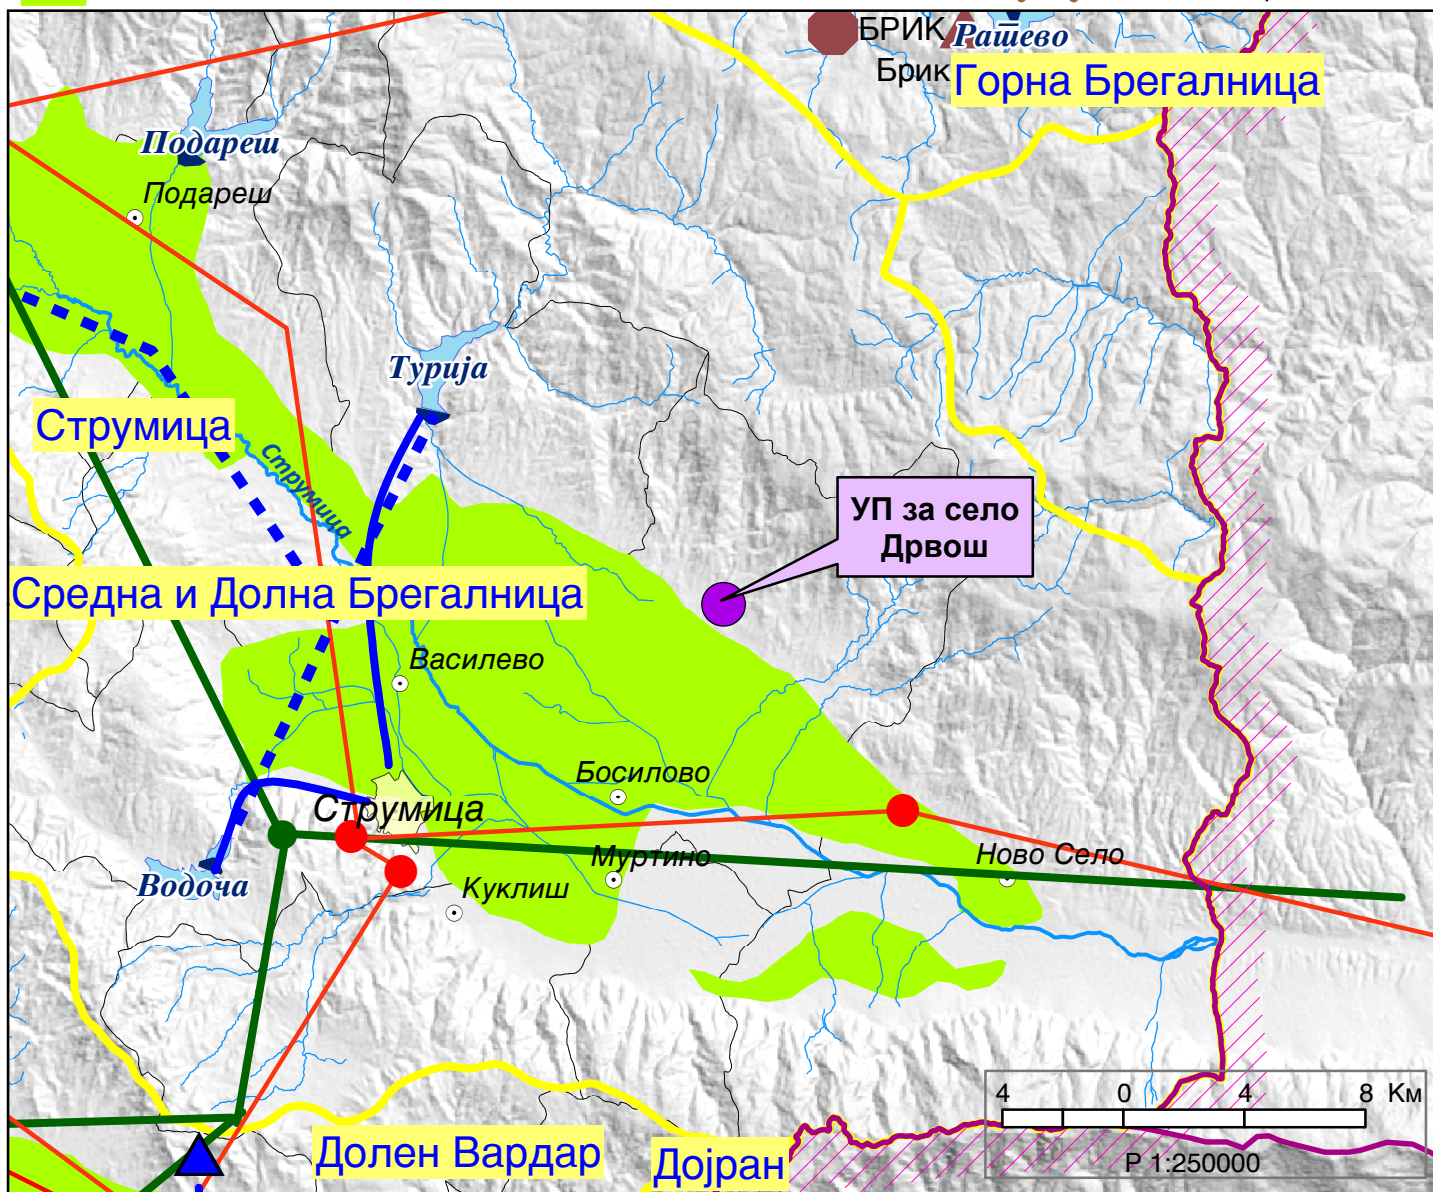 БРИК
Рашево
Брик
Горна Брегалница
Подареш
Подареш
Турија
Струмица
Струмица
УП за село
Дрвош
Средна и Долна Брегалница
Василево
Босилово
Струмица
Муртино
Ново Село
Водоча
Куклиш
4 0 4 8 Км
Р 1:250000
Долен Вардар
Дојран